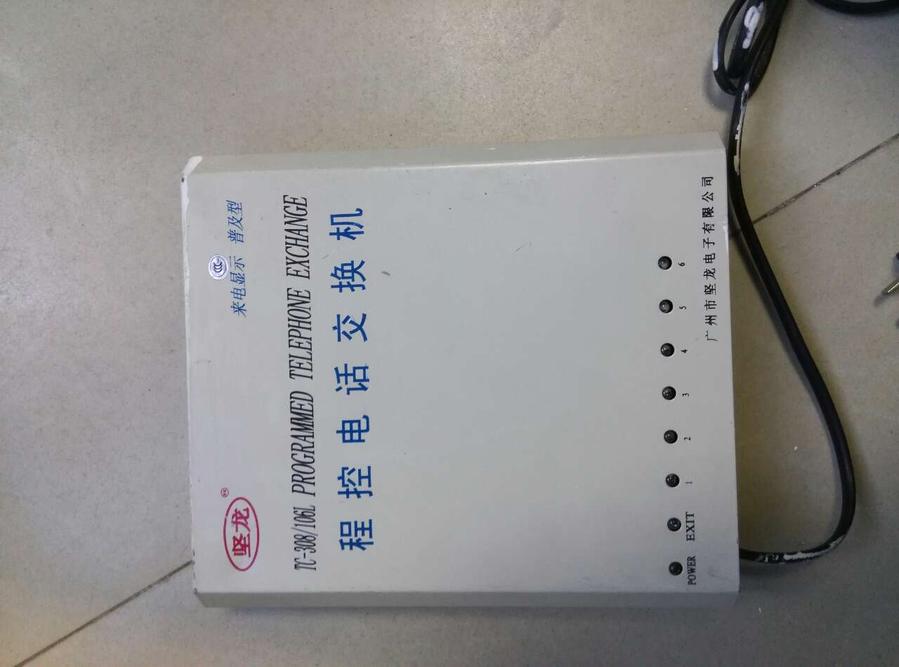 坚龙
来电显示 普及型
TC-308/106L PROGRAMMED TELEPHONE EXCHANGE
程控电话交换机
POWER EXIT 1 2 3 4 5 6
广州市坚龙电子有限公司